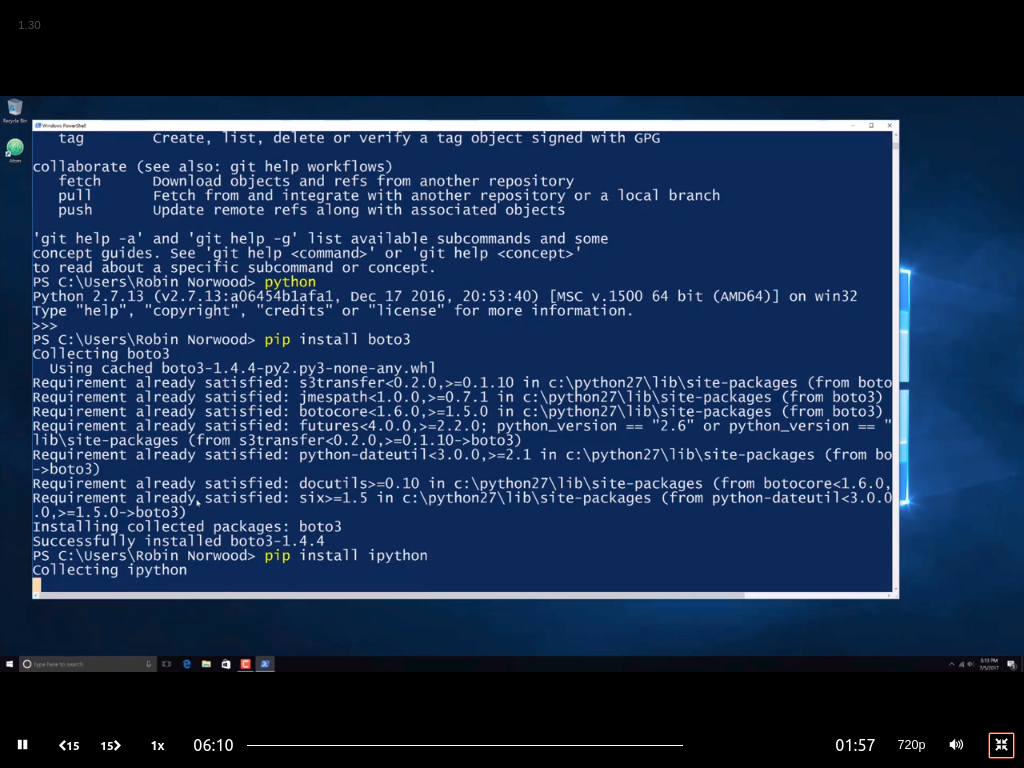 1.30
Recycle Bin
Atom
Windows PowerShell
tag Create, list, delete or verify a tag object signed with GPG
collaborate (see also: git help workflows)
fetch Download objects and refs from another repository
pull Fetch from and integrate with another repository or a local branch
push Update remote refs along with associated objects
'git help -a' and 'git help -g' list available subcommands and some
concept guides. See 'git help <command>' or 'git help <concept>'
to read about a specific subcommand or concept.
PS C:\Users\Robin Norwood> python
Python 2.7.13 (v2.7.13:a06454b1afa1, Dec 17 2016, 20:53:40) [MSC v.1500 64 bit (AMD64)] on win32
Type "help", "copyright", "credits" or "license" for more information.
>>>
PS C:\Users\Robin Norwood> pip install boto3
Collecting boto3
Using cached boto3-1.4.4-py2.py3-none-any.whl
Requirement already satisfied: s3transfer<0.2.0,>=0.1.10 in c:\python27\lib\site-packages (from boto
Requirement already satisfied: jmespath<1.0.0,>=0.7.1 in c:\python27\lib\site-packages (from boto3)
Requirement already satisfied: botocore<1.6.0,>=1.5.0 in c:\python27\lib\site-packages (from boto3)
Requirement already satisfied: futures<4.0.0,>=2.2.0; python_version == "2.6" or python_version == "
lib\site-packages (from s3transfer<0.2.0,>=0.1.10->boto3)
Requirement already satisfied: python-dateutil<3.0.0,>=2.1 in c:\python27\lib\site-packages (from bo
->boto3)
Requirement already satisfied: docutils>=0.10 in c:\python27\lib\site-packages (from botocore<1.6.0,
Requirement already satisfied: six>=1.5 in c:\python27\lib\site-packages (from python-dateutil<3.0.0
.0,>=1.5.0->boto3)
Installing collected packages: boto3
Successfully installed boto3-1.4.4
PS C:\Users\Robin Norwood> pip install ipython
Collecting ipython
Type here to search
5:13 PM
7/5/2017
15 15 1x 06:10 01:57 720p